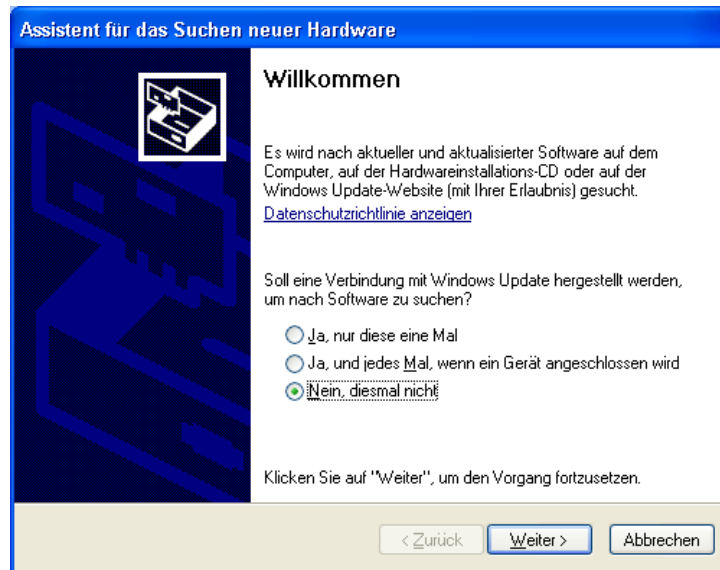 Assistent für das Suchen neuer Hardware
Willkommen
Es wird nach aktueller und aktualisierter Software auf dem
Computer, auf der Hardwareinstallations-CD oder auf der
Windows Update-Website (mit Ihrer Erlaubnis) gesucht.
Datenschutzrichtlinie anzeigen
Soll eine Verbindung mit Windows Update hergestellt werden,
um nach Software zu suchen?
Ja, nur diese eine Mal
Ja, und jedes Mal, wenn ein Gerät angeschlossen wird
Nein, diesmal nicht
Klicken Sie auf "Weiter", um den Vorgang fortzusetzen.
< Zurück Weiter > Abbrechen